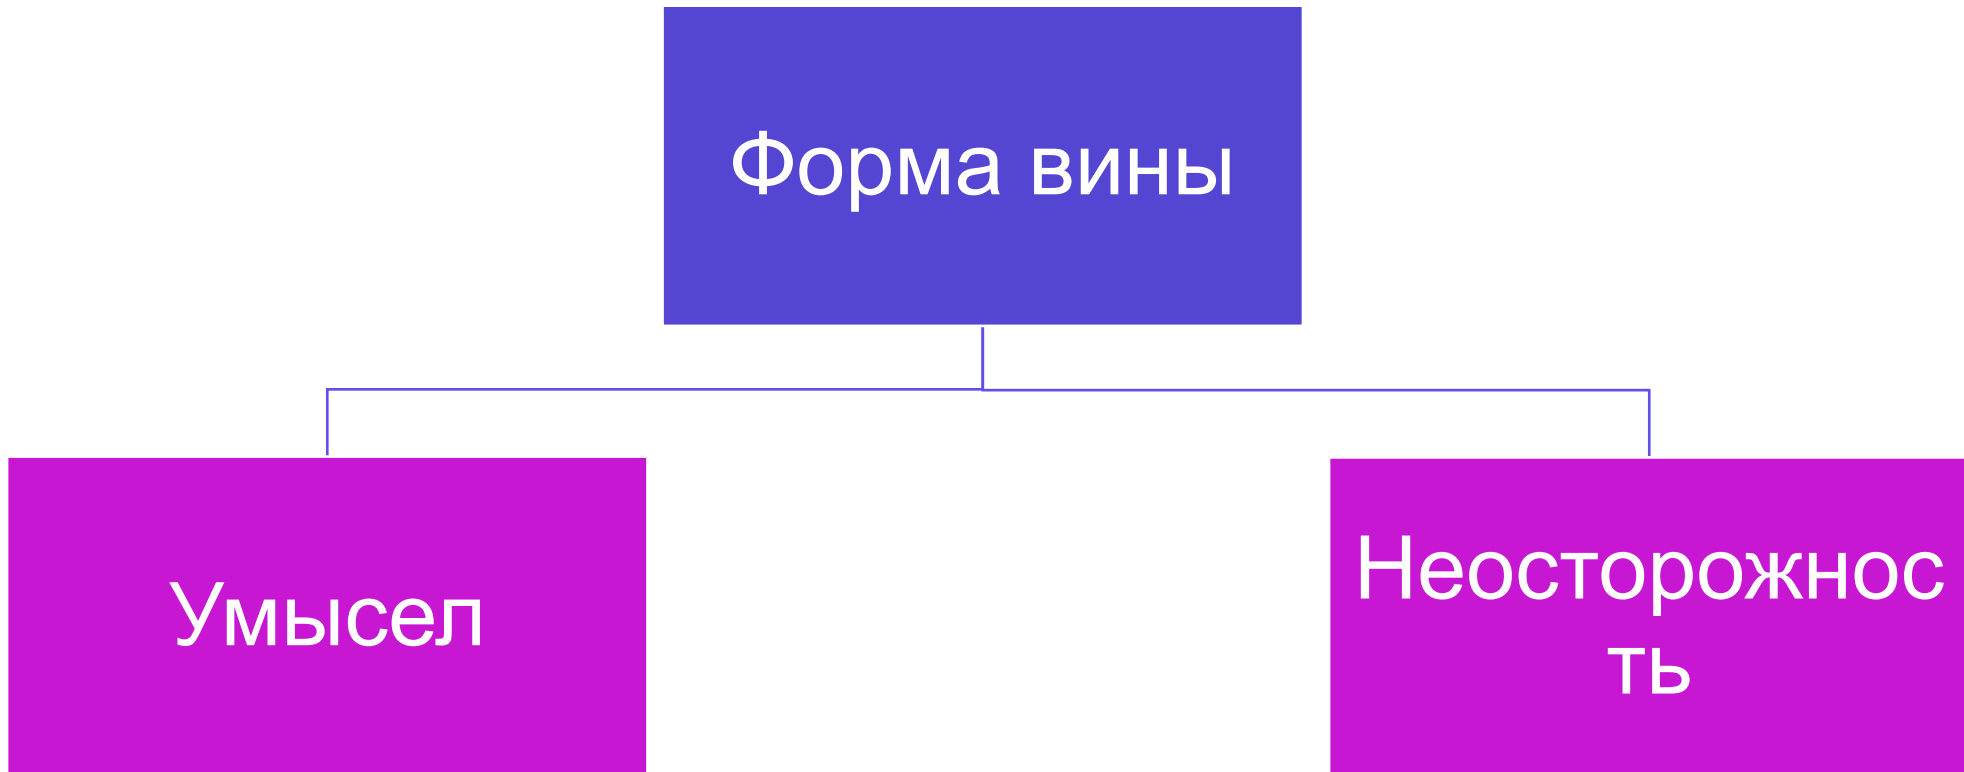 Форма вины
Умысел
Неосторожнос
ть